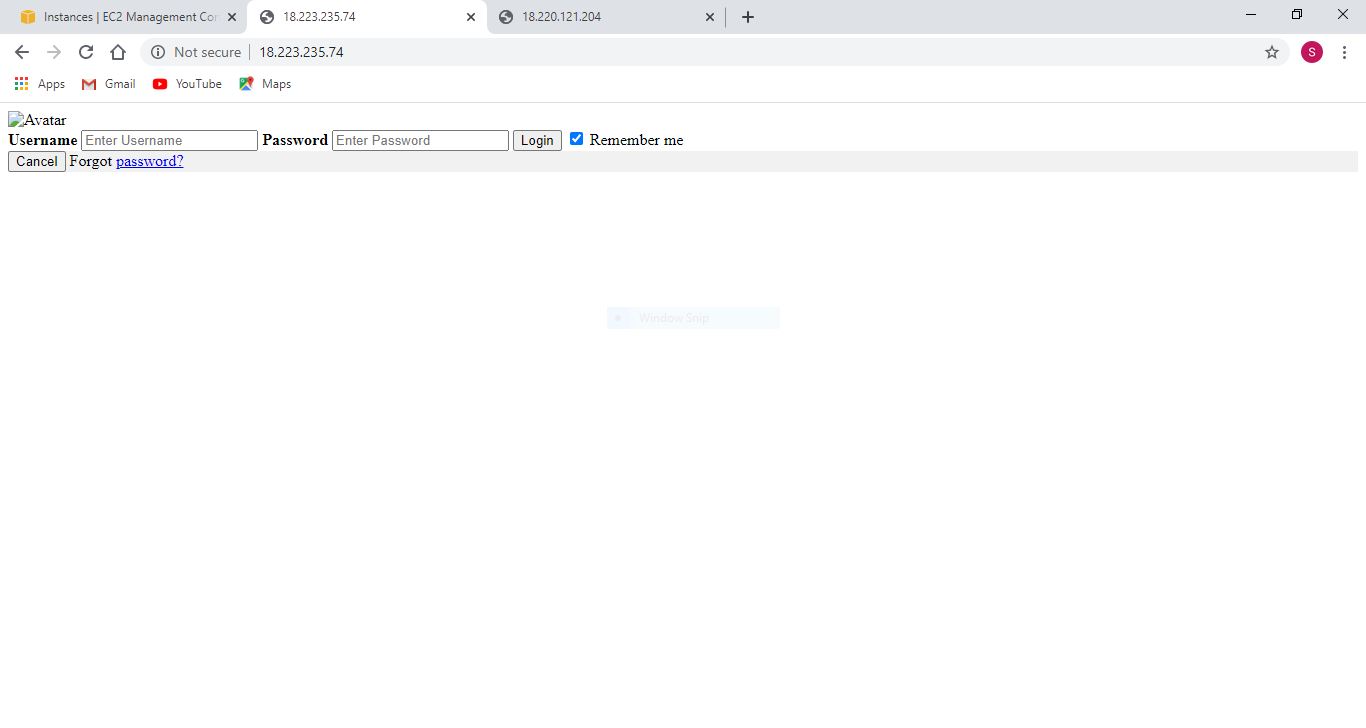 Instances | EC2 Management Con
18.223.235.74
18.220.121.204
Not secure
18.223.235.74
S
Apps
Gmail
YouTube
Maps
Avatar
Username Enter Username Password Enter Password Login Remember me
Cancel Forgot password?
Window Snip